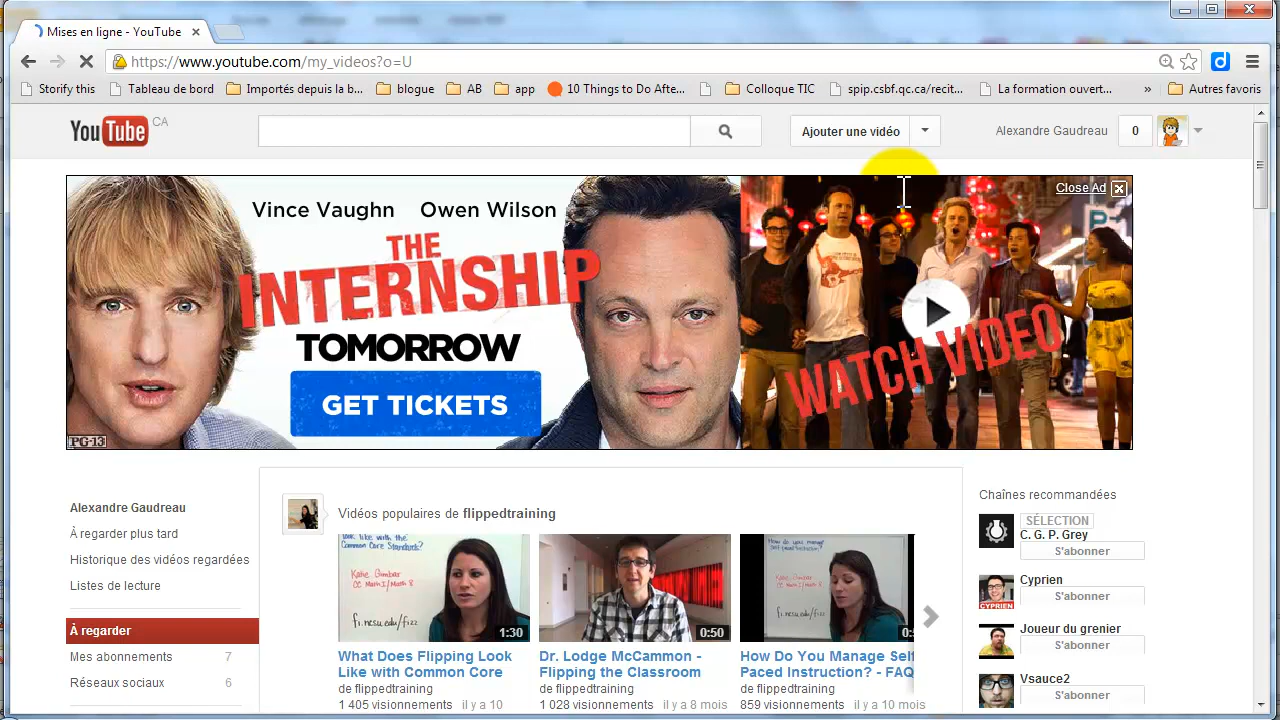 Mises en ligne - YouTube
https://www.youtube.com/my_videos?o=U
Storify this
Tableau de bord
Importés depuis la b...
blogue
AB
app
10 Things to Do Afte...
Colloque TIC
spip.csbf.qc.ca/recit...
La formation ouvert...
»
Autres favoris
YouTube CA
Ajouter une vidéo
Alexandre Gaudreau
0
Close Ad
Vince Vaughn Owen Wilson
THE
INTERNSHIP
TOMORROW
GET TICKETS
PG-13
WATCH VIDEO
Alexandre Gaudreau
À regarder plus tard
Historique des vidéos regardées
Listes de lecture
À regarder
Mes abonnements 7
Réseaux sociaux 6
Vidéos populaires de flippedtraining
1:30
What Does Flipping Look
Like with Common Core
de flippedtraining
1 405 visionnements il y a 10
0:50
Dr. Lodge McCammon -
Flipping the Classroom
de flippedtraining
1 028 visionnements il y a 8 mois
How Do You Manage Self
Paced Instruction? - FAQ
de flippedtraining
859 visionnements il y a 10 mois
Chaînes recommandées
SÉLECTION
C. G. P. Grey
S'abonner
Cyprien
CYPRIEN
S'abonner
Joueur du grenier
S'abonner
Vsauce2
S'abonner